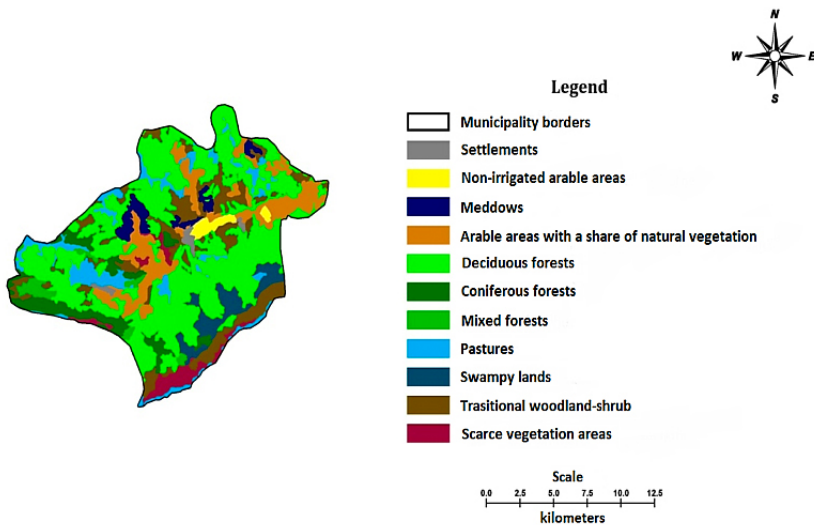 N
W E
S
Legend
Municipality borders
Settlements
Non-irrigated arable areas
Meddows
Arable areas with a share of natural vegetation
Deciduous forests
Coniferous forests
Mixed forests
Pastures
Swampy lands
Trasitional woodland-shrub
Scarce vegetation areas
Scale
0.0 2.5 5.0 7.5 10.0 12.5
kilometers